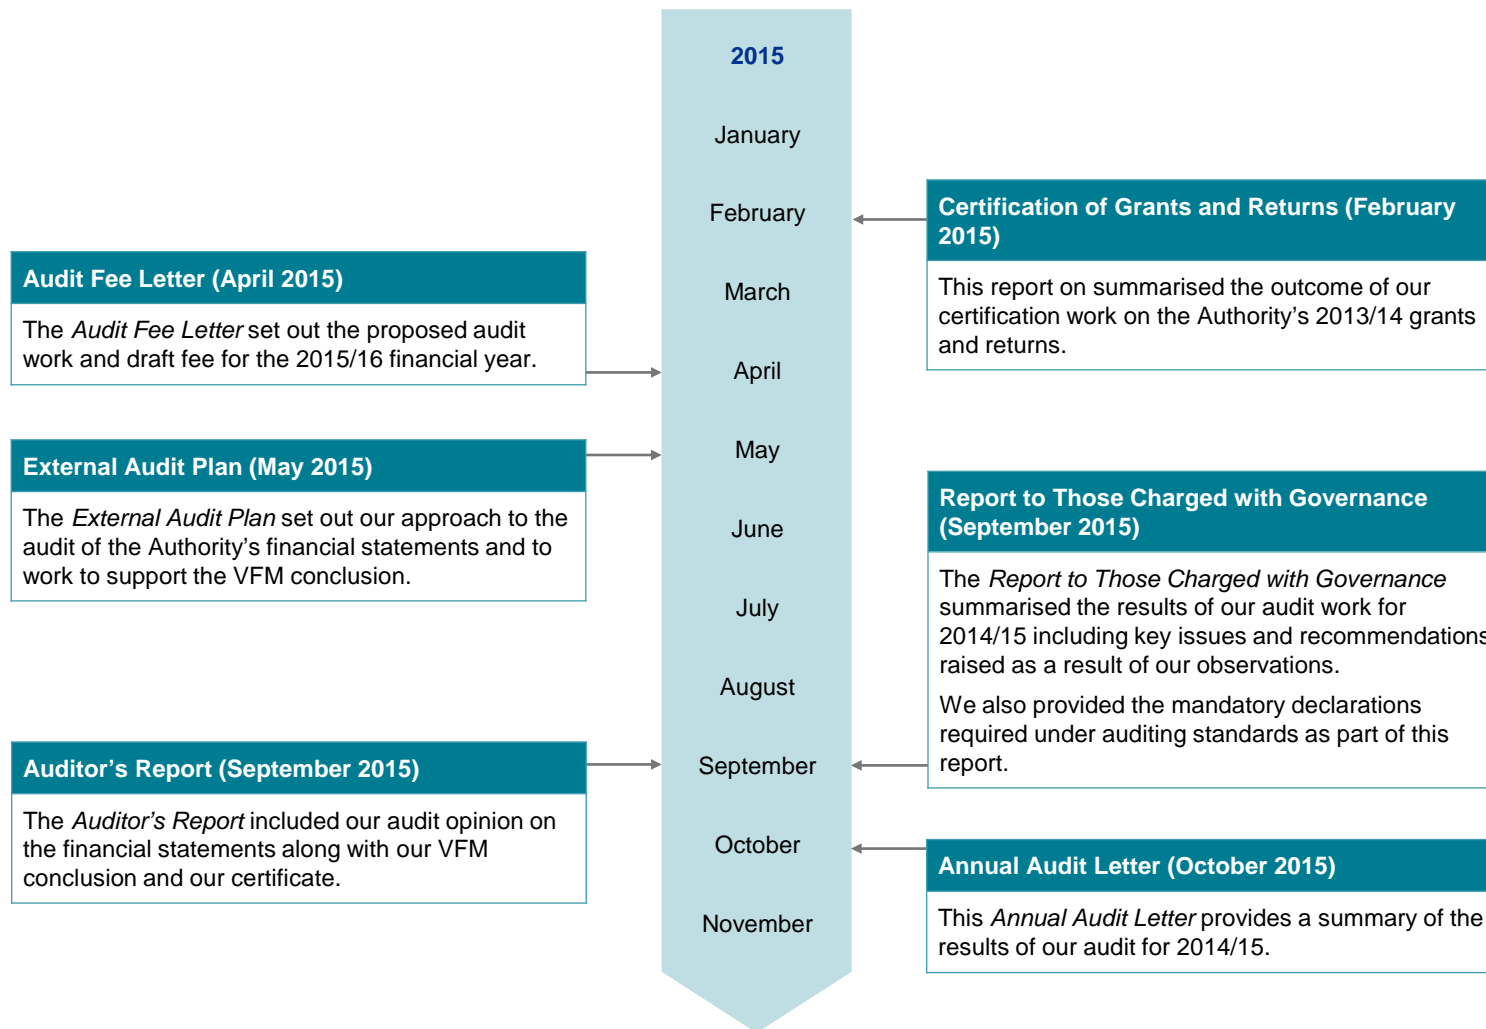 2015
January
February
March
April
May
June
July
August
September
October
November
Audit Fee Letter (April 2015)
The Audit Fee Letter set out the proposed audit
work and draft fee for the 2015/16 financial year.
External Audit Plan (May 2015)
The External Audit Plan set out our approach to the
audit of the Authority's financial statements and to
work to support the VFM conclusion.
Auditor's Report (September 2015)
The Auditor's Report included our audit opinion on
the financial statements along with our VFM
conclusion and our certificate.
Certification of Grants and Returns (February
2015)
This report on summarised the outcome of our
certification work on the Authority's 2013/14 grants
and returns.
Report to Those Charged with Governance
(September 2015)
The Report to Those Charged with Governance
summarised the results of our audit work for
2014/15 including key issues and recommendations
raised as a result of our observations.
We also provided the mandatory declarations
required under auditing standards as part of this
report.
Annual Audit Letter (October 2015)
This Annual Audit Letter provides a summary of the
results of our audit for 2014/15.